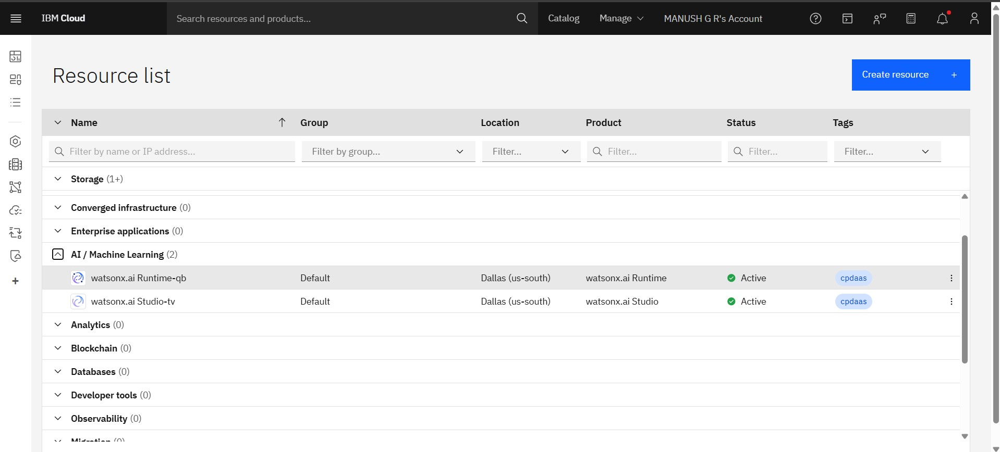 IBM Cloud Search resources and products... Catalog Manage MANUSH G R's Account
Resource list
Create resource +
Name Group Location Product Status Tags
Filter by name or IP address... Filter by group... Filter... Filter... Filter... Filter...
Storage (1+)
Converged infrastructure (0)
Enterprise applications (0)
AI / Machine Learning (2)
watsonx.ai Runtime-qb Default Dallas (us-south) watsonx.ai Runtime Active cpdaas
watsonx.ai Studio-tv Default Dallas (us-south) watsonx.ai Studio Active cpdaas
Analytics (0)
Blockchain (0)
Databases (0)
Developer tools (0)
Observability (0)
Migration (0)